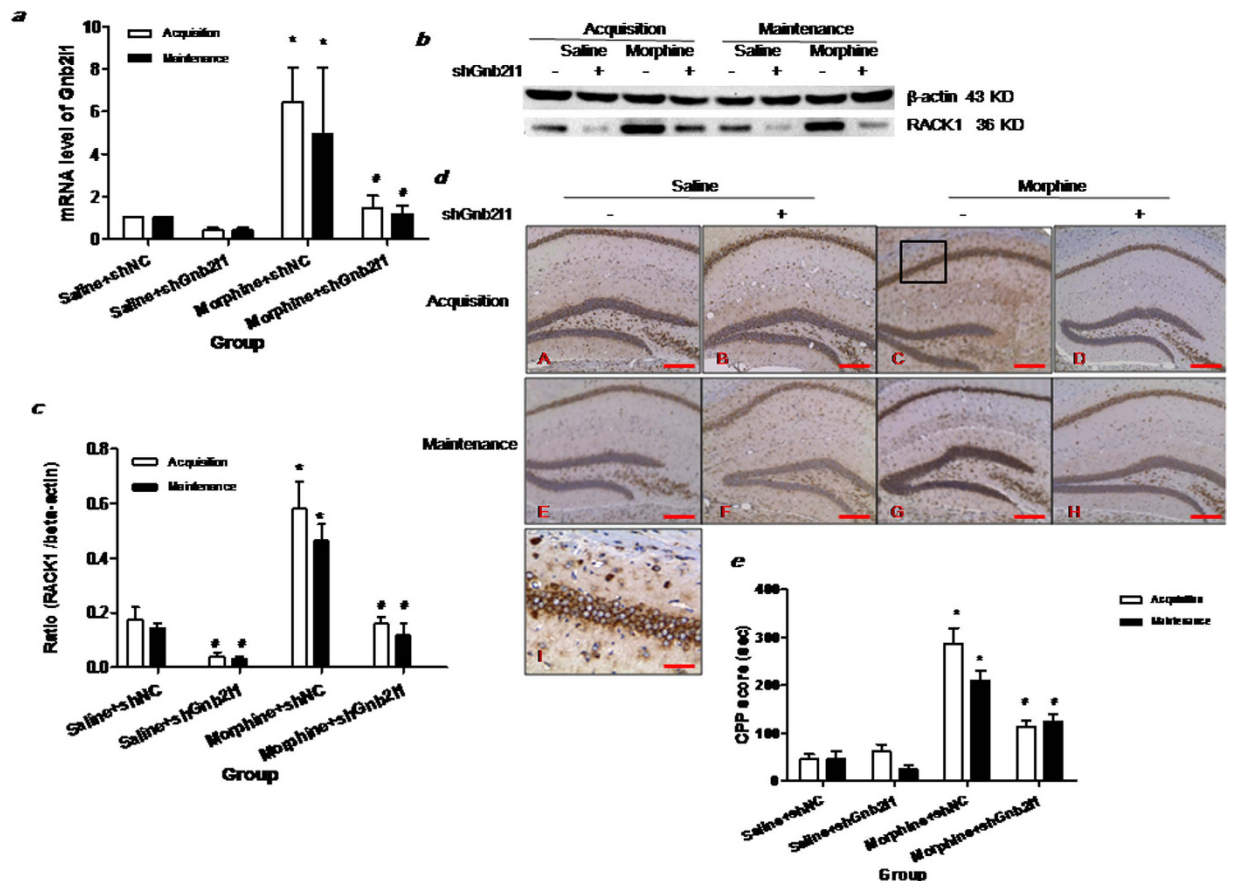 a
10
8
6
4
2
0
mRNA level of Gnb2l1
Acquisition
Maintenance
* *
# #
Saline+shNC
Saline+shGnb2l1
Morphine+shNC
Morphine+shGnb2l1
Group
b
Acquisition Maintenance
Saline Morphine Saline Morphine
shGnb2l1 - + - + - + - +
β-actin 43 KD
RACK1 36 KD
c
0.8
0.6
0.4
0.2
0.0
Ratio (RACK1 /beta-actin)
Acquisition
Maintenance
# #
* *
# #
Saline+shNC
Saline+shGnb2l1
Morphine+shNC
Morphine+shGnb2l1
Group
d
Saline Morphine
shGnb2l1 - + - +
Acquisition
A B C D
Maintenance
E F G H
I
e
400
300
200
100
0
CPP score (sec)
Acquisition
Maintenance
* *
# #
Saline+shNC
Saline+shGnb2l1
Morphine+shNC
Morphine+shGnb2l1
Group